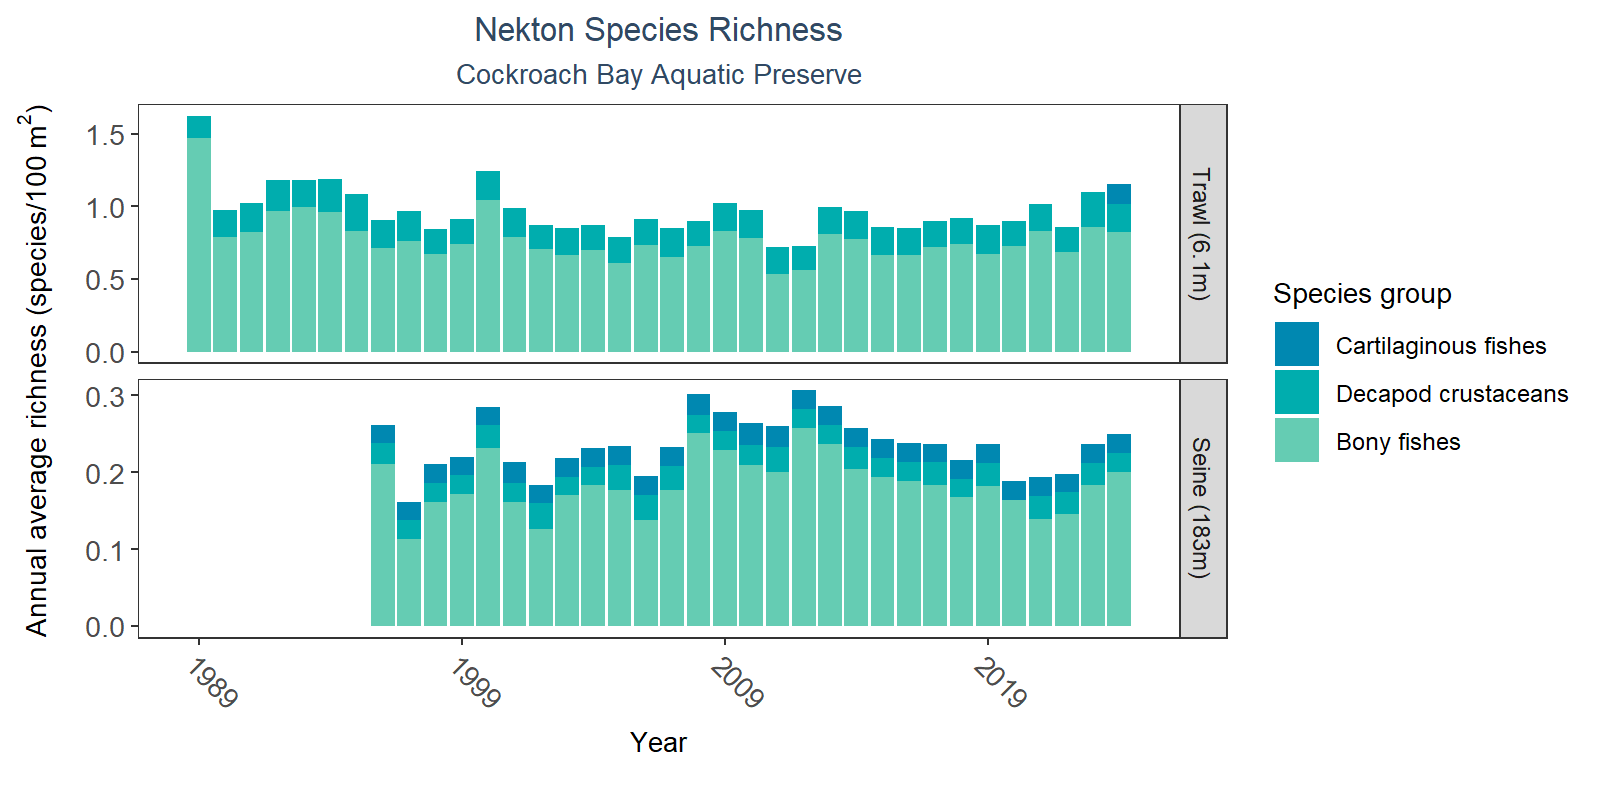 Nekton Species Richness
Cockroach Bay Aquatic Preserve
Annual average richness (species/100 m²)
1.5
1.0
0.5
0.0
Trawl (6.1m)
0.3
0.2
0.1
0.0
Seine (183m)
1989
1999
2009
2019
Year
Species group
Cartilaginous fishes
Decapod crustaceans
Bony fishes